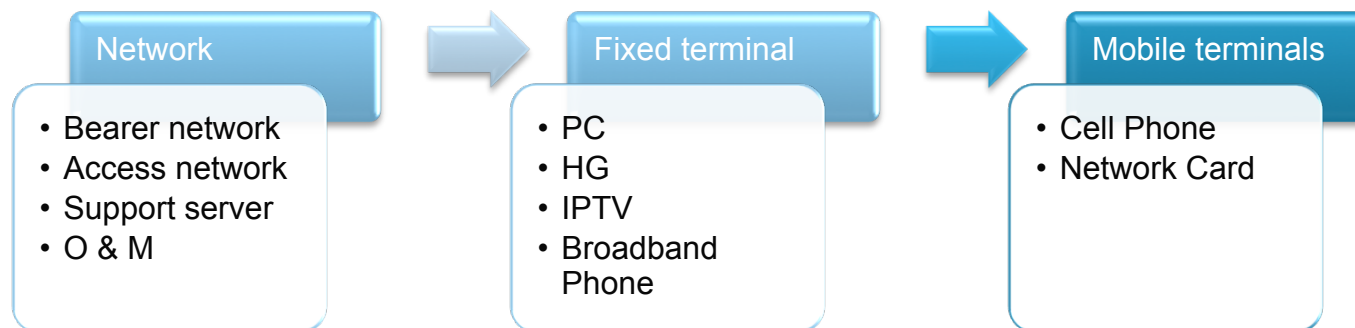 Network
• Bearer network
• Access network
• Support server
• O & M
Fixed terminal
• PC
• HG
• IPTV
• Broadband
Phone
Mobile terminals
• Cell Phone
• Network Card